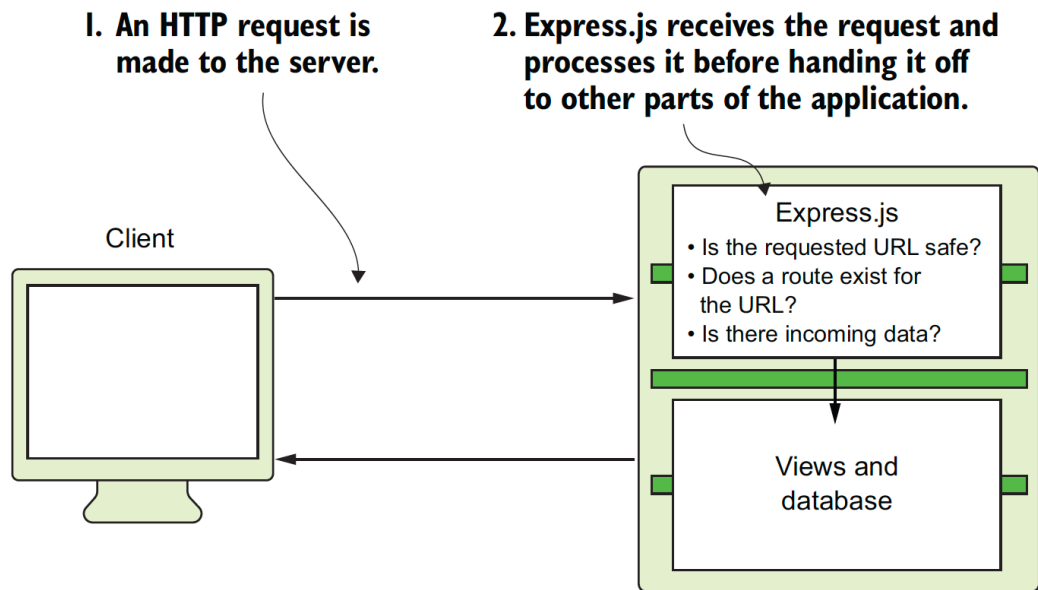 1. An HTTP request is
made to the server.
2. Express.js receives the request and
processes it before handing it off
to other parts of the application.
Client
Express.js
• Is the requested URL safe?
• Does a route exist for
the URL?
• Is there incoming data?
Views and
database